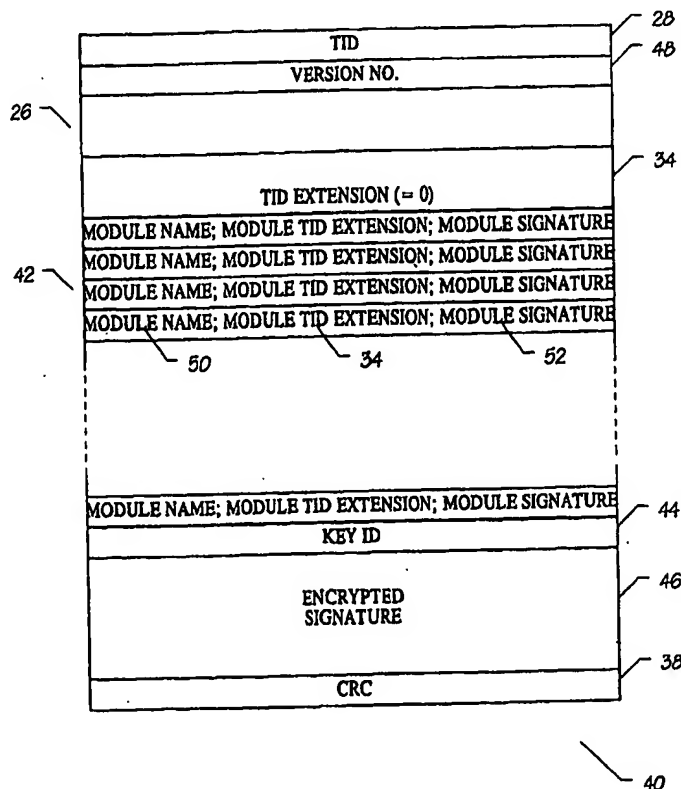 28
TID
48
VERSION NO.
26
34
TID EXTENSION (= 0)
MODULE NAME; MODULE TID EXTENSION; MODULE SIGNATURE
MODULE NAME; MODULE TID EXTENSION; MODULE SIGNATURE
42
MODULE NAME; MODULE TID EXTENSION; MODULE SIGNATURE
MODULE NAME; MODULE TID EXTENSION; MODULE SIGNATURE
50
34
52
MODULE NAME; MODULE TID EXTENSION; MODULE SIGNATURE
44
KEY ID
46
ENCRYPTED
SIGNATURE
38
CRC
40